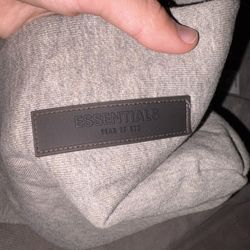 ESSENTIALS
FEAR OF GOD